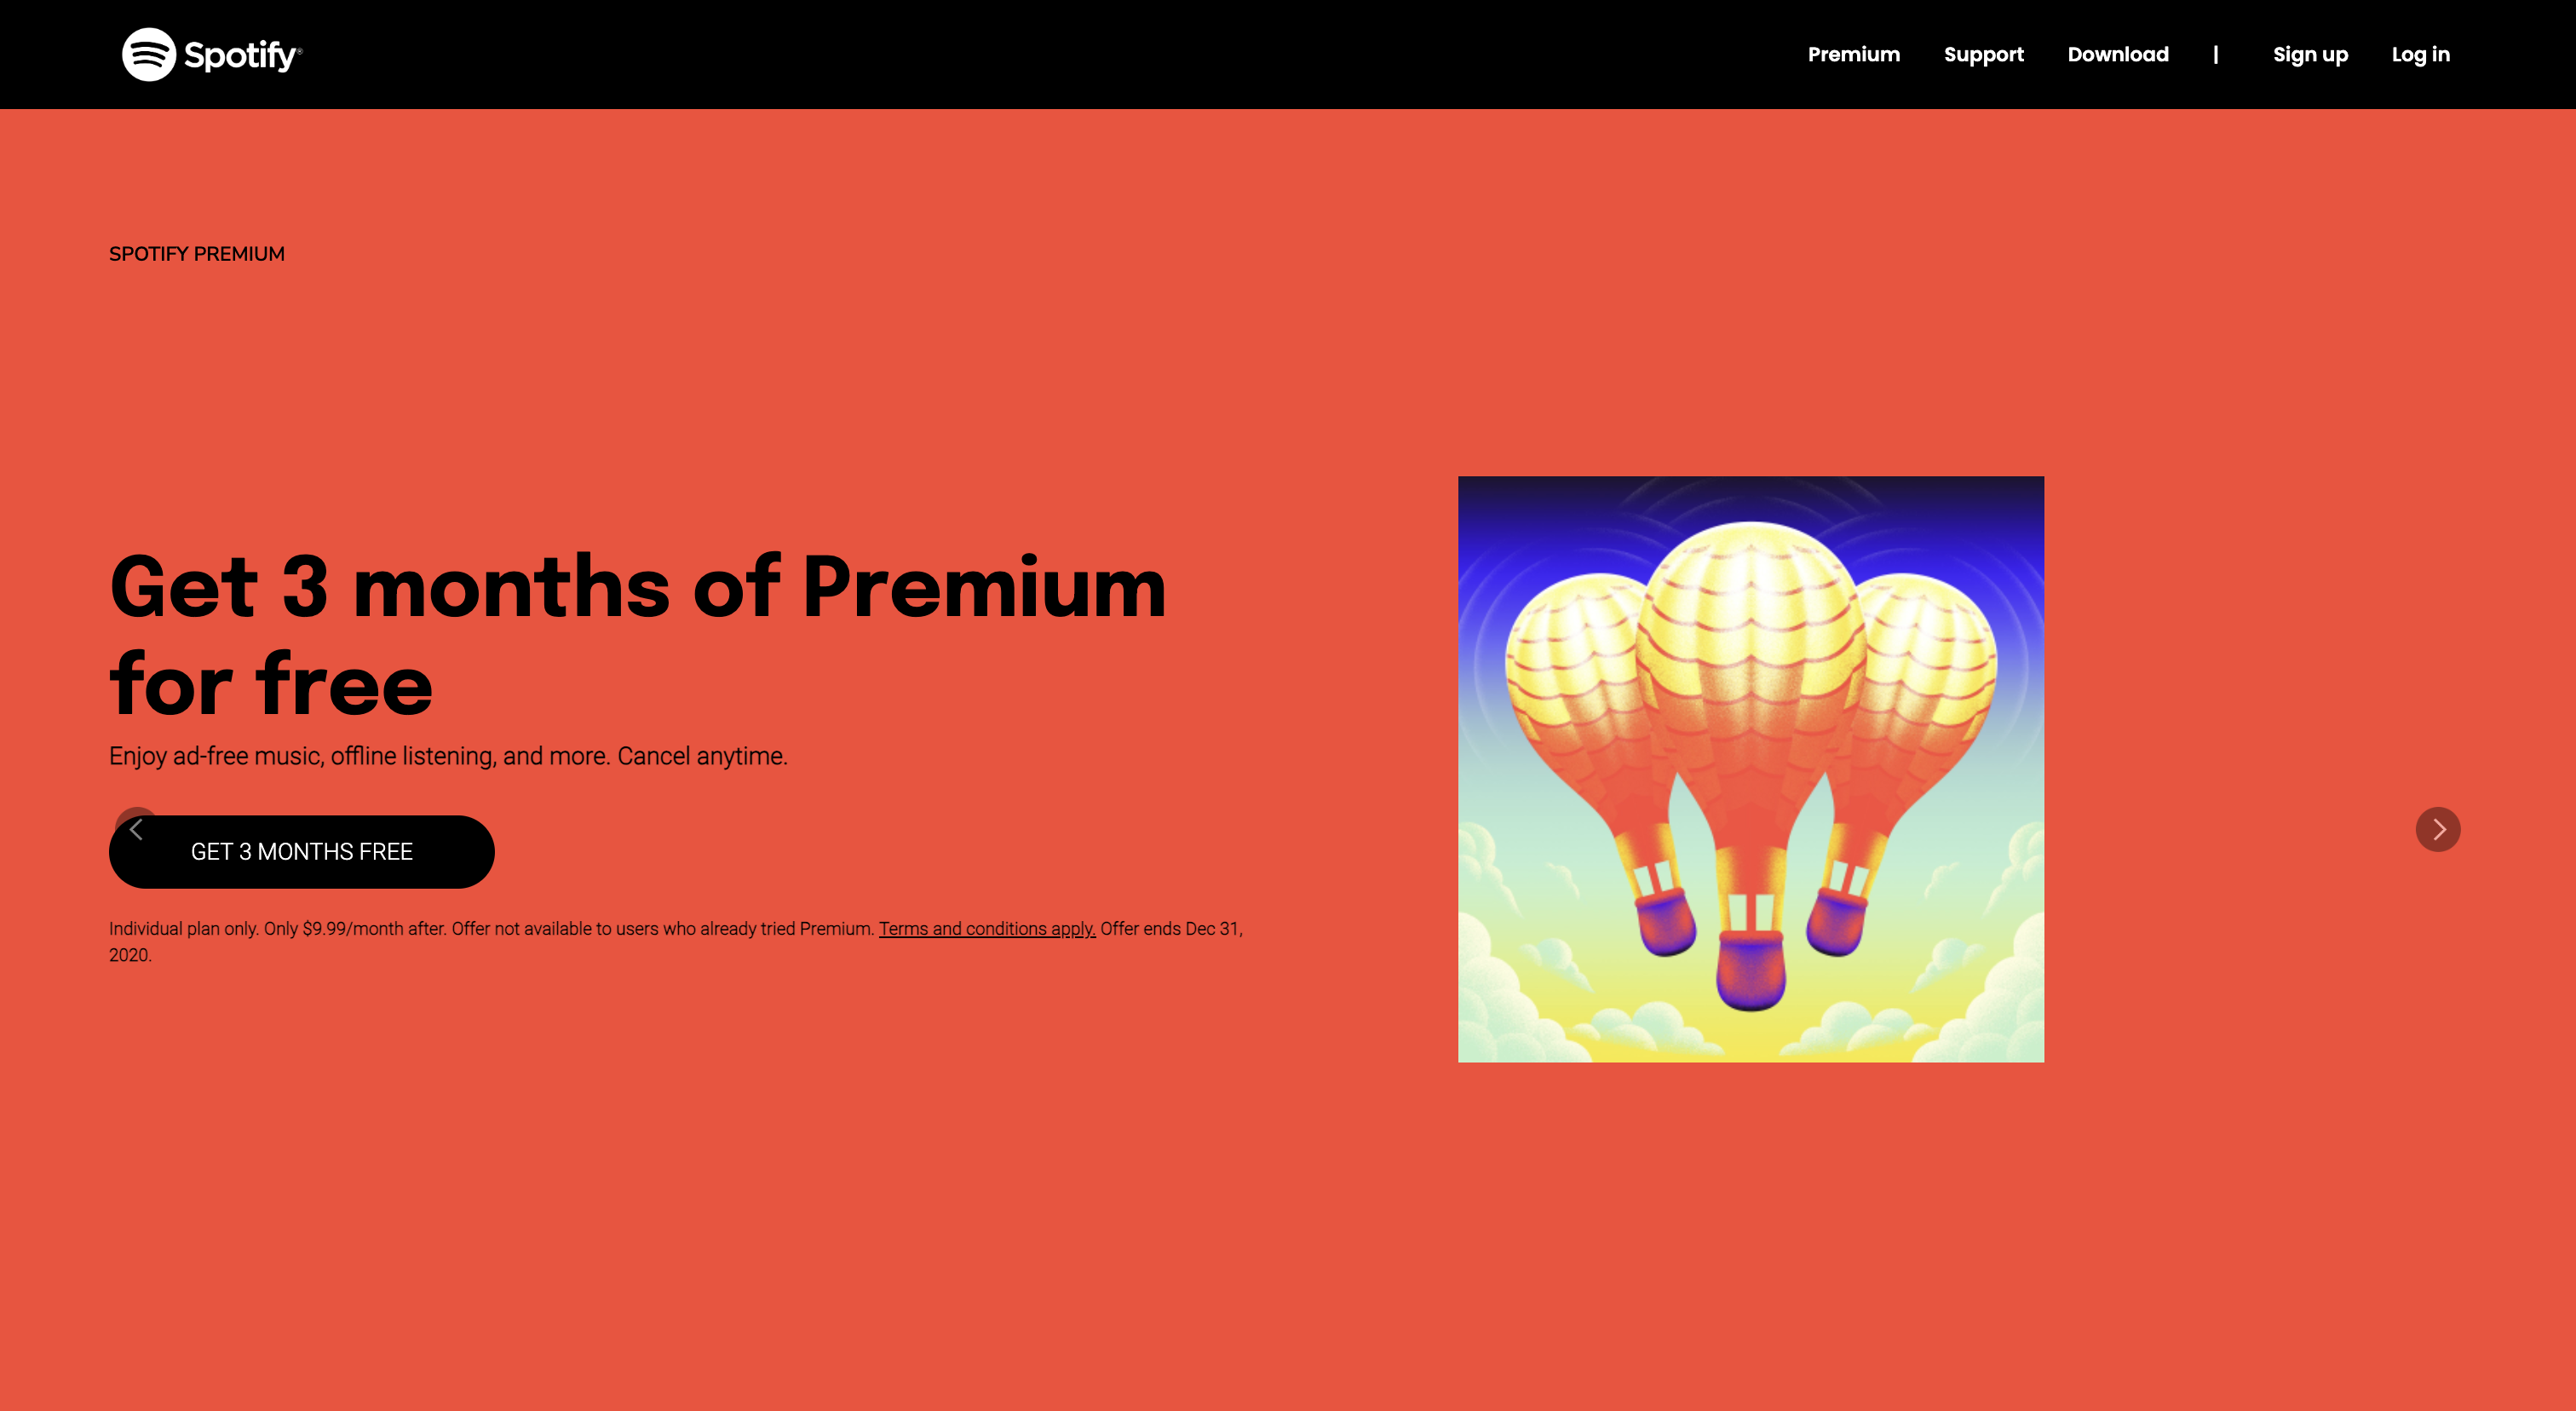 Spotify®
Premium Support Download | Sign up Log in
SPOTIFY PREMIUM
Get 3 months of Premium
for free
Enjoy ad-free music, offline listening, and more. Cancel anytime.
GET 3 MONTHS FREE
Individual plan only. Only $9.99/month after. Offer not available to users who already tried Premium. Terms and conditions apply. Offer ends Dec 31,
2020.